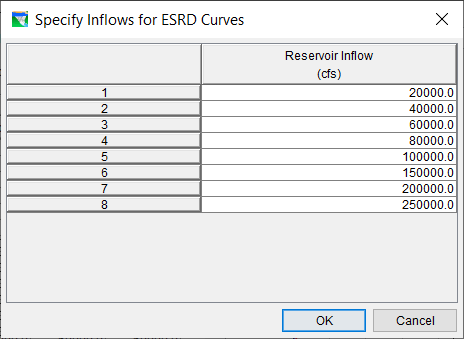 Specify Inflows for ESRD Curves
Reservoir Inflow
(cfs)
1 20000.0
2 40000.0
3 60000.0
4 80000.0
5 100000.0
6 150000.0
7 200000.0
8 250000.0
OK Cancel